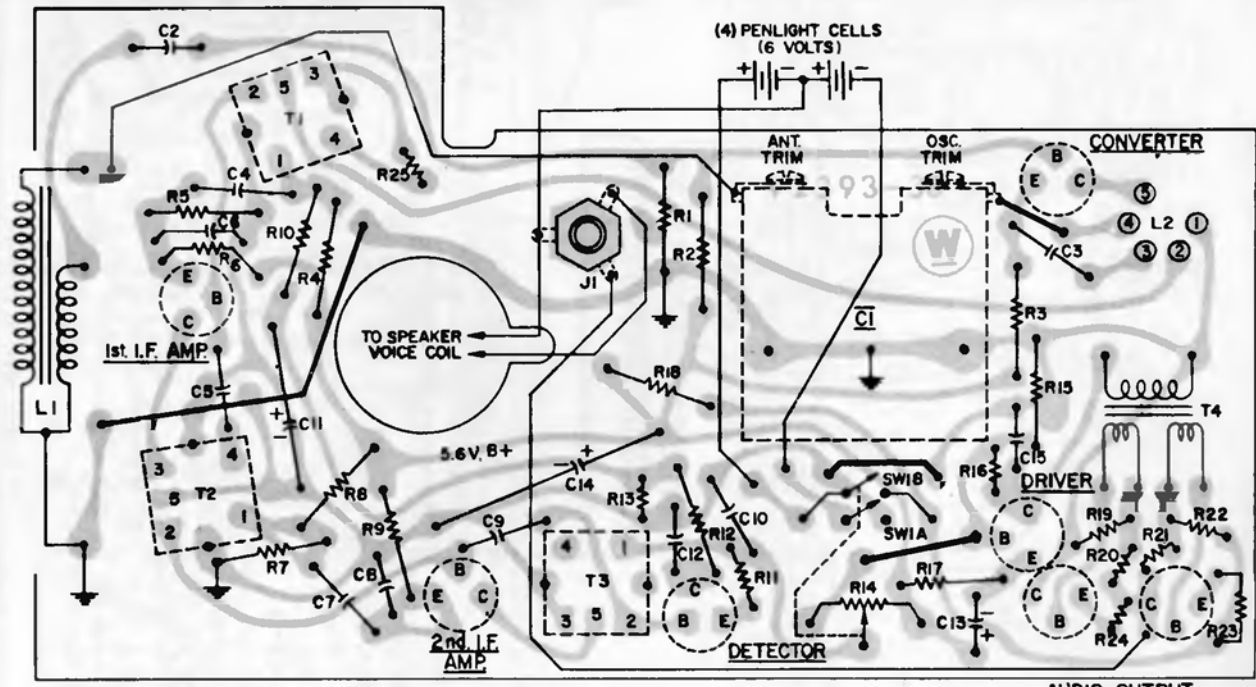 (4) PENLIGHT CELLS
(6 VOLTS)
+ - + -
C2
2 5 3
T1
1 4
ANT.
TRIM
OSC.
TRIM
CONVERTER
B
E C
5
4 L2 1
3 2
R25
C4
R5
C6
R6
R10
R4
R1
R2
J1
W
C3
R3
E
B
C
1st. I.F. AMP.
TO SPEAKER
VOICE COIL
C1
L1
C5
+
-
C11
R18
R15
T4
3 4
5 T2
2 1
R8
5.6V. B+
- +
C14
R13
C12
R12
C10
R11
SW1B
SW1A
R16
C15
DRIVER
C
B
E
R19
R20
R21
R22
R9
C9
R7
C7
C8
B
E C
2nd. I.F.
AMP.
4 1
T3
3 5 2
C
B E
DETECTOR
R14
R17
C13
-
+
C E
B
R24
C E
B
R23
AUDIO OUTPUT